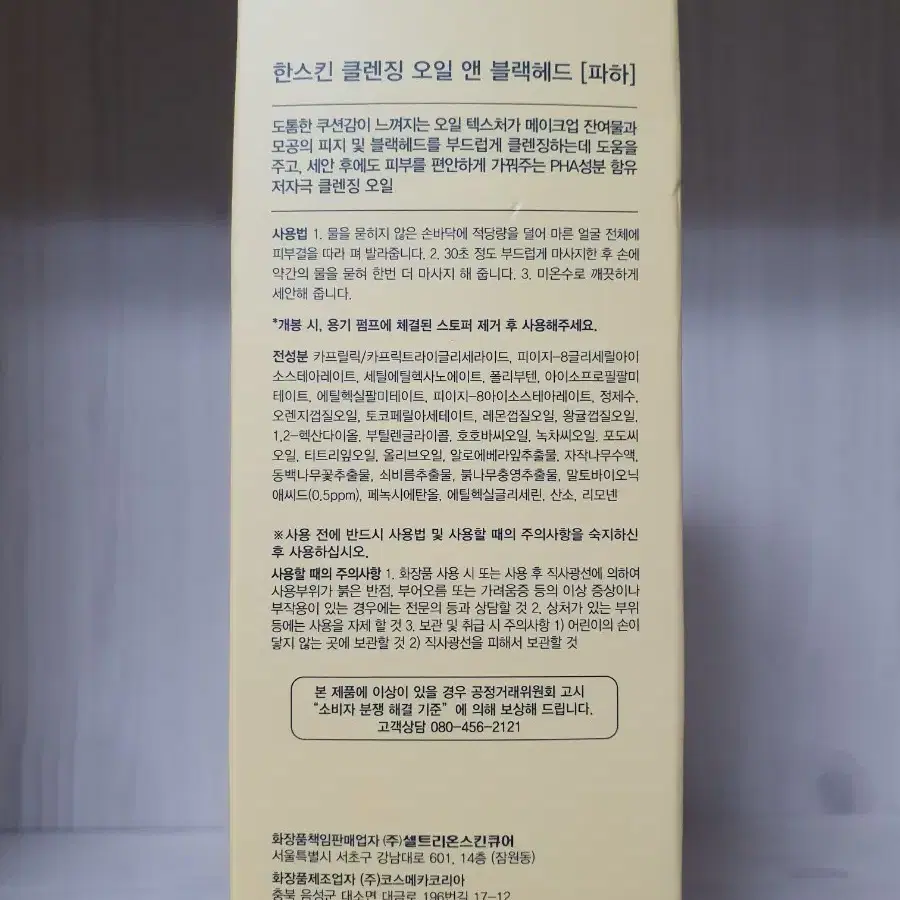 한스킨 클렌징 오일 앤 블랙헤드 [파하]
도톰한 쿠션감이 느껴지는 오일 텍스처가 메이크업 잔여물과
모공의 피지 및 블랙헤드를 부드럽게 클렌징하는데 도움을
주고, 세안 후에도 피부를 편안하게 가꿔주는 PHA성분 함유
저자극 클렌징 오일
사용법 1. 물을 묻히지 않은 손바닥에 적당량을 덜어 마른 얼굴 전체에
피부결을 따라 펴 발라줍니다. 2. 30초 정도 부드럽게 마사지한 후 손에
약간의 물을 묻혀 한번 더 마사지 해 줍니다. 3. 미온수로 깨끗하게
세안해 줍니다.
*개봉 시, 용기 펌프에 체결된 스토퍼 제거 후 사용해주세요.
전성분 카프릴릭/카프릭트라이글리세라이드, 피이지-8글리세릴아이
소스테아레이트, 세틸에틸헥사노에이트, 폴리부텐, 아이소프로필팔미
테이트, 에틸헥실팔미테이트, 피이지-8아이소스테아레이트, 정제수,
오렌지껍질오일, 토코페릴아세테이트, 레몬껍질오일, 왕귤껍질오일,
1,2-헥산다이올, 부틸렌글라이콜, 호호바씨오일, 녹차씨오일, 포도씨
오일, 티트리잎오일, 올리브오일, 알로에베라잎추출물, 자작나무수액,
동백나무꽃추출물, 쇠비름추출물, 붉나무충영추출물, 말토바이오닉
애씨드(0.5ppm), 페녹시에탄올, 에틸헥실글리세린, 산소, 리모넨
※사용 전에 반드시 사용법 및 사용할 때의 주의사항을 숙지하신
후 사용하십시오.
사용할 때의 주의사항 1. 화장품 사용 시 또는 사용 후 직사광선에 의하여
사용부위가 붉은 반점, 부어오름 또는 가려움증 등의 이상 증상이나
부작용이 있는 경우에는 전문의 등과 상담할 것 2. 상처가 있는 부위
등에는 사용을 자제 할 것 3. 보관 및 취급 시 주의사항 1) 어린이의 손이
닿지 않는 곳에 보관할 것 2) 직사광선을 피해서 보관할 것
본 제품에 이상이 있을 경우 공정거래위원회 고시
“소비자 분쟁 해결 기준” 에 의해 보상해 드립니다.
고객상담 080-456-2121
화장품책임판매업자 (주)셀트리온스킨큐어
서울특별시 서초구 강남대로 601, 14층 (잠원동)
화장품제조업자 (주)코스메카코리아
충북 음성군 대소면 대금로 196번길 17-12